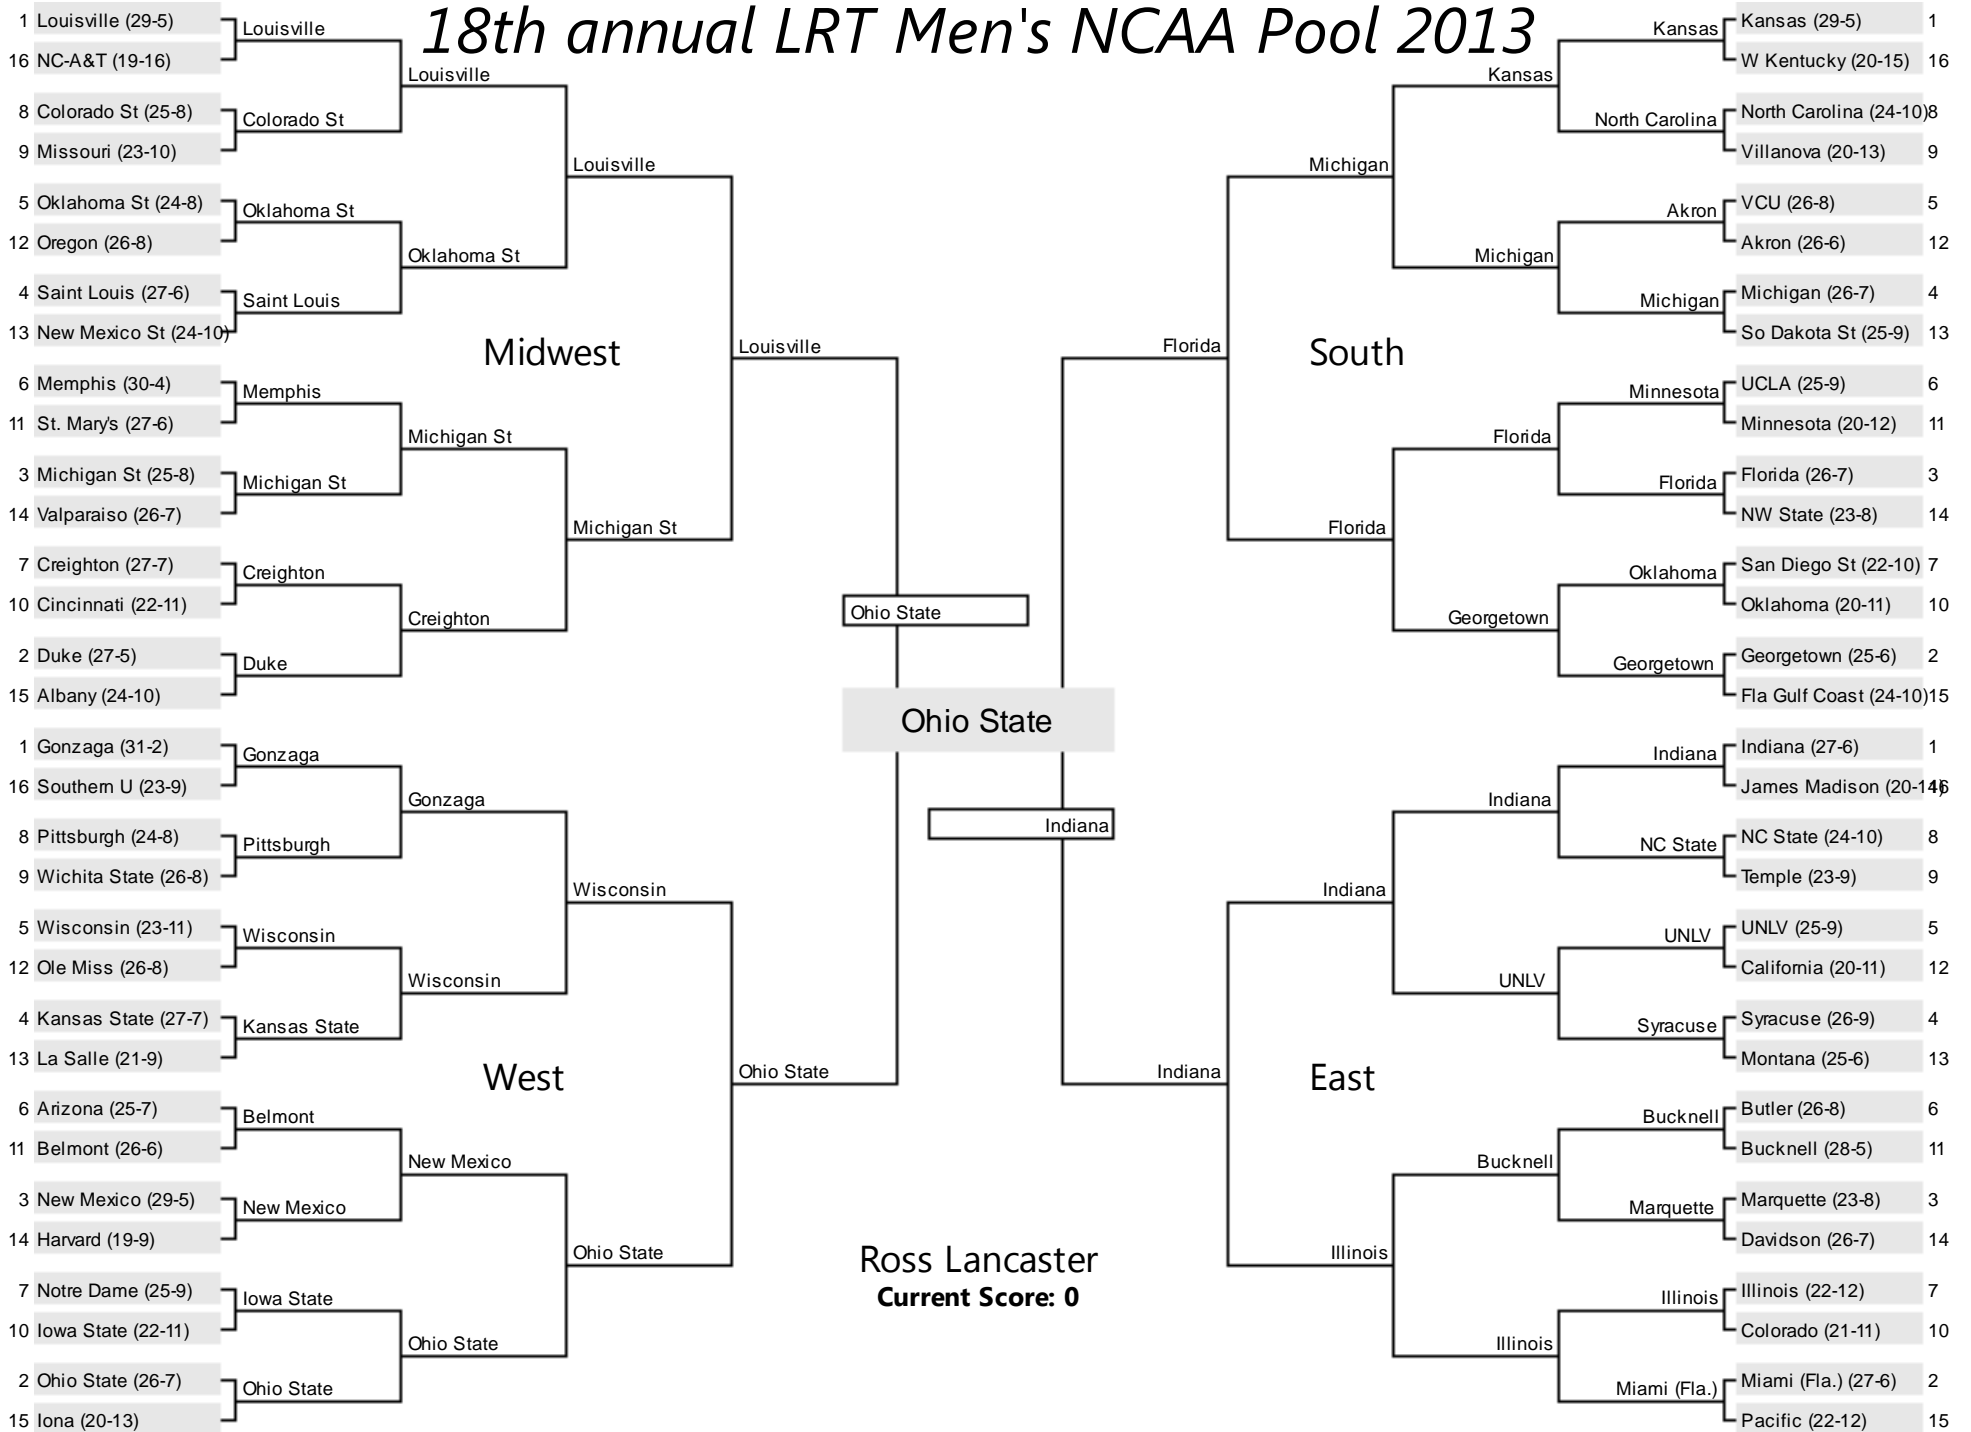 18th annual LRT Men's NCAA Pool 2013
1 Louisville (29-5)
16 NC-A&T (19-16)
8 Colorado St (25-8)
9 Missouri (23-10)
5 Oklahoma St (24-8)
12 Oregon (26-8)
4 Saint Louis (27-6)
13 New Mexico St (24-10)
6 Memphis (30-4)
11 St. Mary's (27-6)
3 Michigan St (25-8)
14 Valparaiso (26-7)
7 Creighton (27-7)
10 Cincinnati (22-11)
2 Duke (27-5)
15 Albany (24-10)
Louisville
Colorado St
Oklahoma St
Saint Louis
Memphis
Michigan St
Creighton
Duke
Louisville
Oklahoma St
Michigan St
Creighton
Louisville
Michigan St
Louisville
Midwest
1 Gonzaga (31-2)
16 Southern U (23-9)
8 Pittsburgh (24-8)
9 Wichita State (26-8)
5 Wisconsin (23-11)
12 Ole Miss (26-8)
4 Kansas State (27-7)
13 La Salle (21-9)
6 Arizona (25-7)
11 Belmont (26-6)
3 New Mexico (29-5)
14 Harvard (19-9)
7 Notre Dame (25-9)
10 Iowa State (22-11)
2 Ohio State (26-7)
15 Iona (20-13)
Gonzaga
Pittsburgh
Wisconsin
Kansas State
Belmont
New Mexico
Iowa State
Ohio State
Gonzaga
Wisconsin
New Mexico
Ohio State
Wisconsin
Ohio State
Ohio State
West
Ohio State
Ohio State
Indiana
Ross Lancaster
Current Score: 0
Kansas (29-5) 1
W Kentucky (20-15) 16
North Carolina (24-10) 8
Villanova (20-13) 9
VCU (26-8) 5
Akron (26-6) 12
Michigan (26-7) 4
So Dakota St (25-9) 13
UCLA (25-9) 6
Minnesota (20-12) 11
Florida (26-7) 3
NW State (23-8) 14
San Diego St (22-10) 7
Oklahoma (20-11) 10
Georgetown (25-6) 2
Fla Gulf Coast (24-10) 15
Kansas
North Carolina
Akron
Michigan
Minnesota
Florida
Oklahoma
Georgetown
Kansas
Michigan
Florida
Georgetown
Michigan
Florida
Florida
South
Indiana (27-6) 1
James Madison (20-14) 16
NC State (24-10) 8
Temple (23-9) 9
UNLV (25-9) 5
California (20-11) 12
Syracuse (26-9) 4
Montana (25-6) 13
Butler (26-8) 6
Bucknell (28-5) 11
Marquette (23-8) 3
Davidson (26-7) 14
Illinois (22-12) 7
Colorado (21-11) 10
Miami (Fla.) (27-6) 2
Pacific (22-12) 15
Indiana
NC State
UNLV
Syracuse
Bucknell
Marquette
Illinois
Miami (Fla.)
Indiana
UNLV
Bucknell
Illinois
Indiana
Illinois
Indiana
East